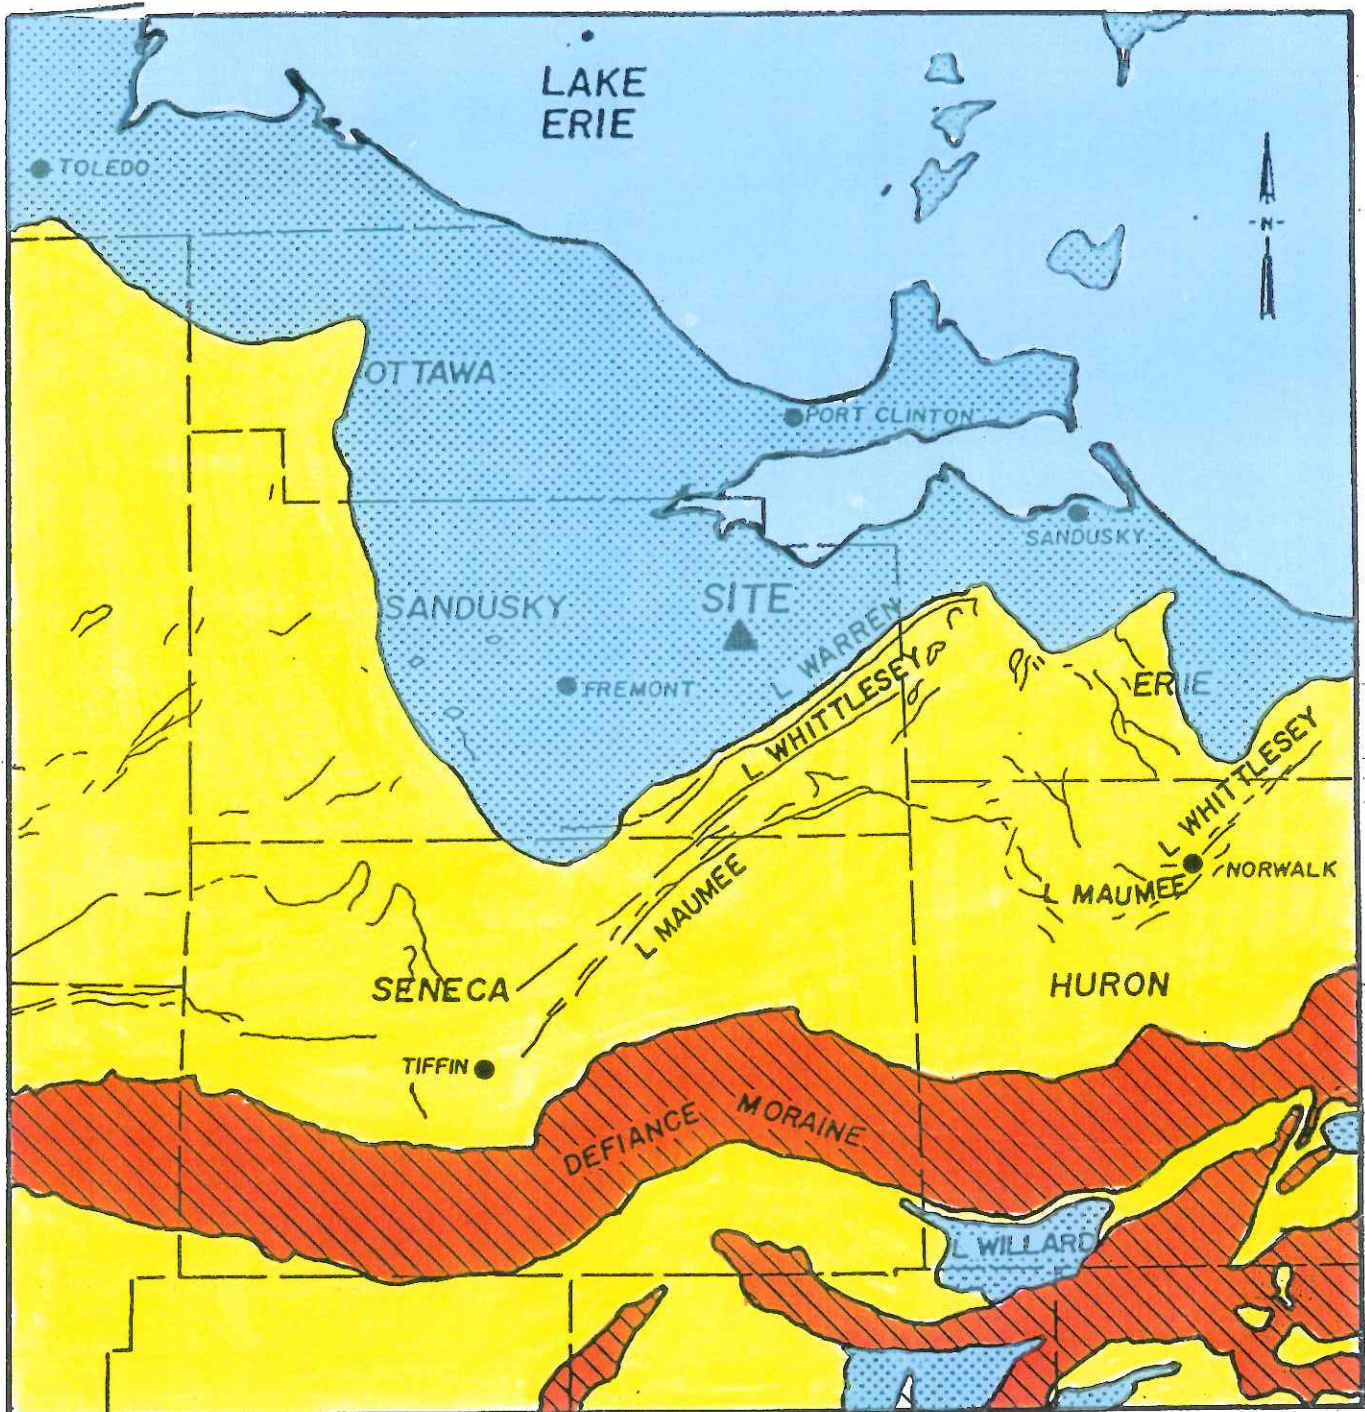 LAKE
ERIE
TOLEDO
N
OTTAWA
PORT CLINTON
SANDUSKY
SANDUSKY
SITE
L WARREN
FREMONT
ERIE
L WHITTLESEY
L WHITTLESEY
L MAUMEE
L MAUMEE
NORWALK
SENECA
HURON
TIFFIN
DEFIANCE MORAINE
L WILLARD